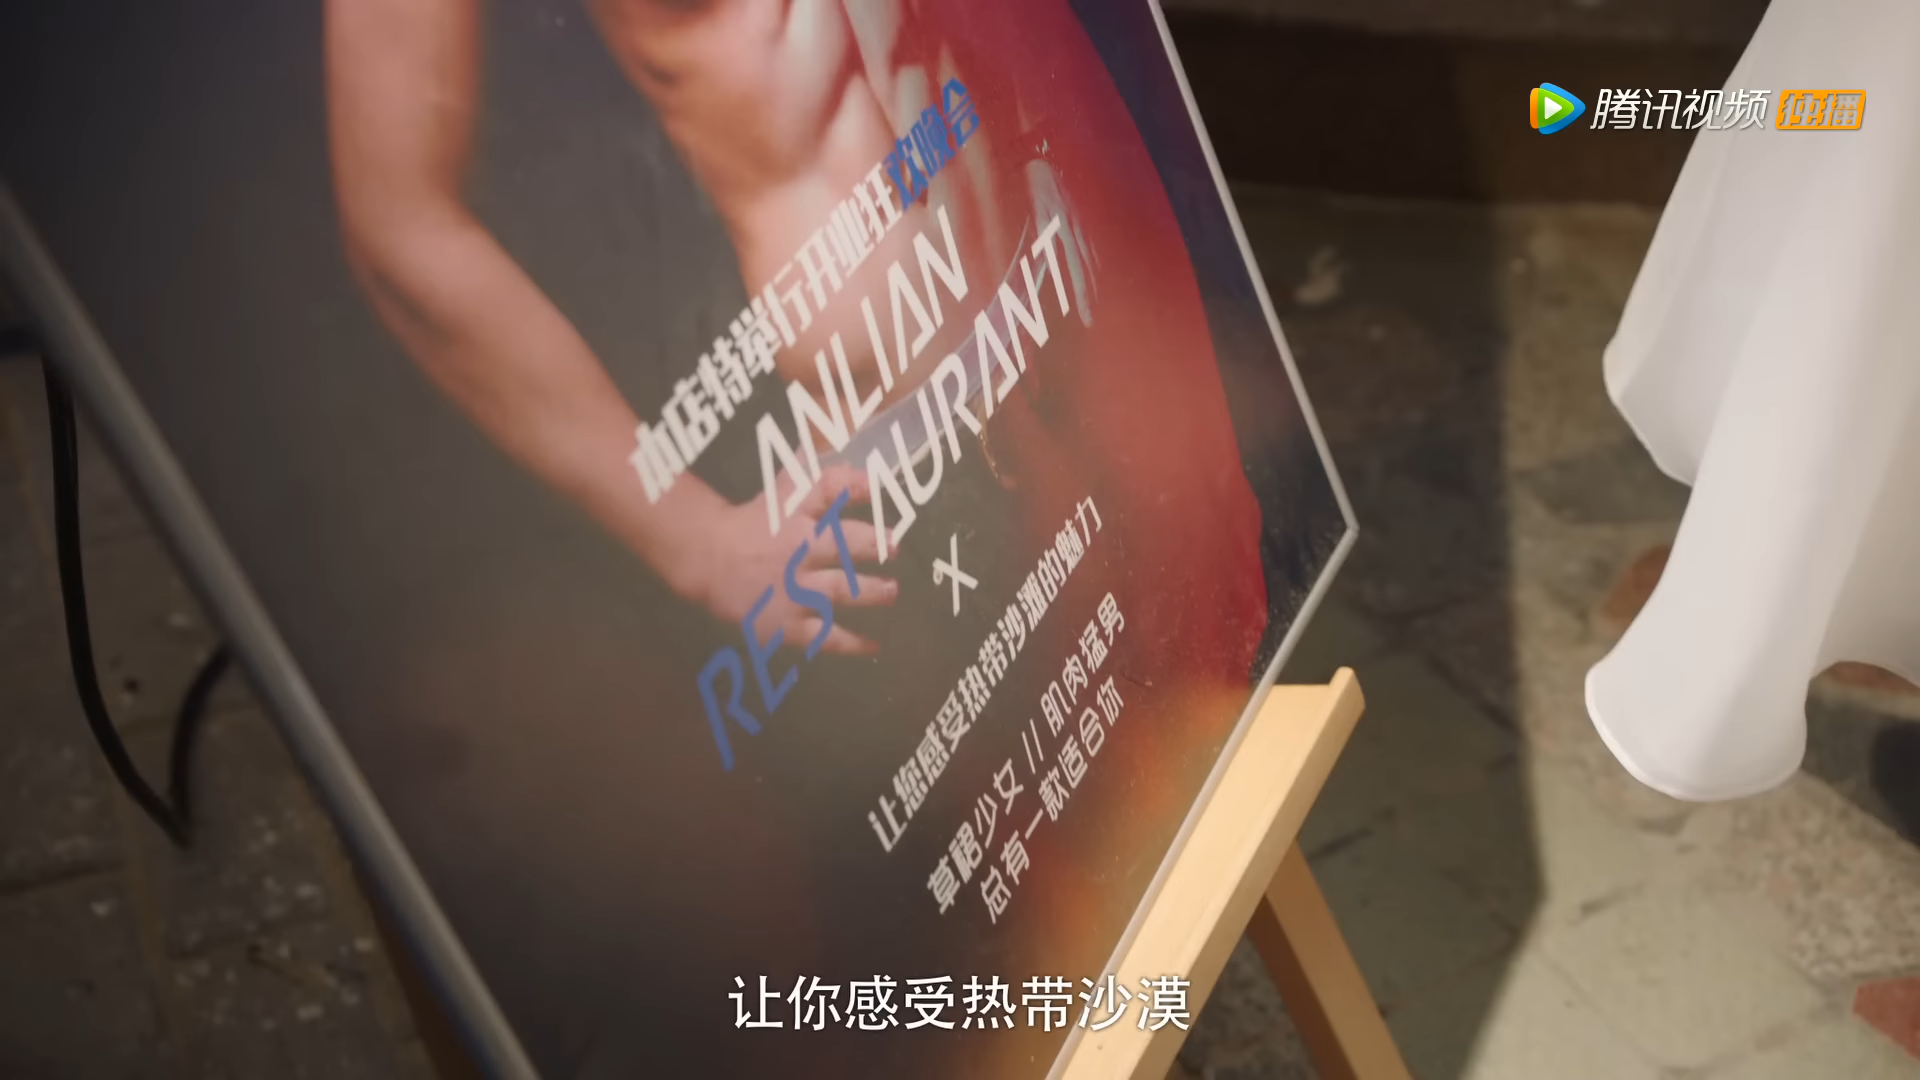 腾讯视频 独播
本店特举行开业狂欢晚会
ANLIAN
RESTAURANT
X
让您感受热带沙滩的魅力
草裙少女 // 肌肉猛男
总有一款适合你
让你感受热带沙漠